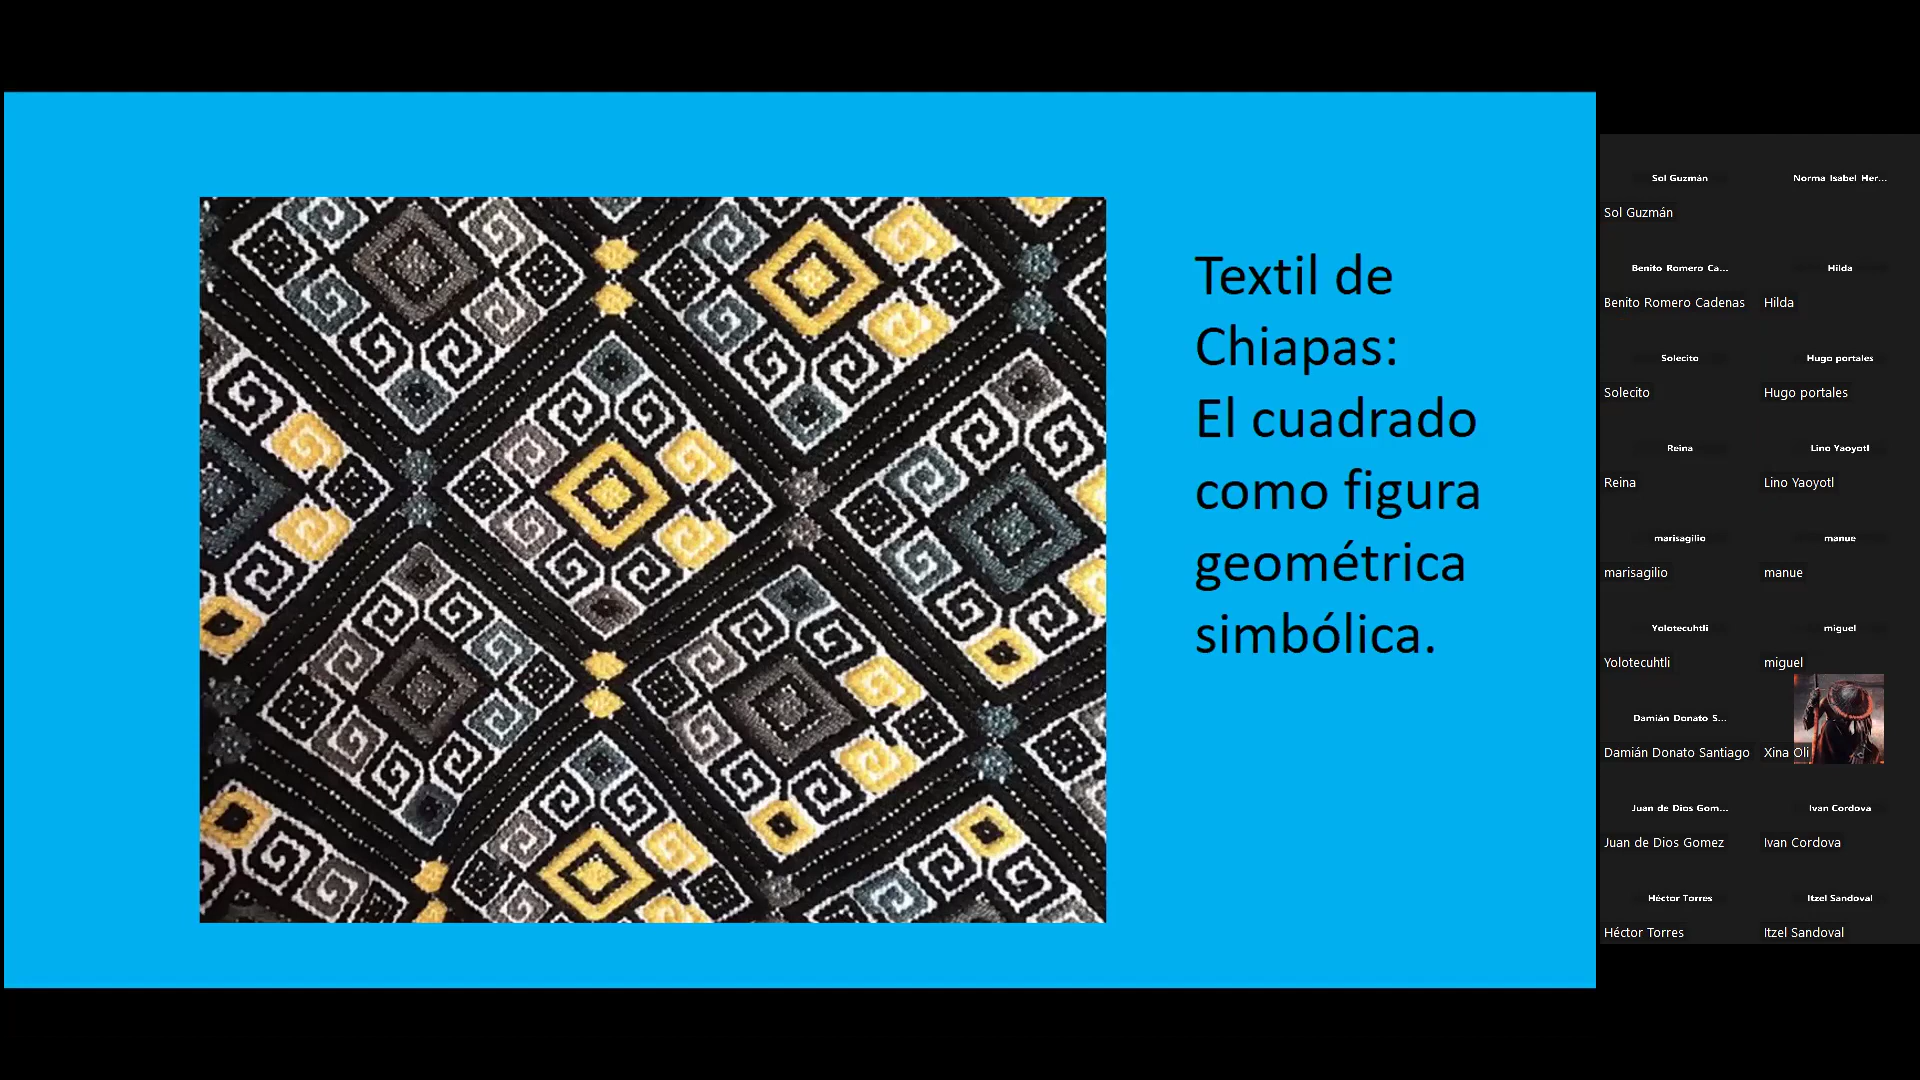 Textil de
Chiapas:
El cuadrado
como figura
geométrica
simbólica.
Sol Guzmán
Sol Guzmán
Norma Isabel Her...
Benito Romero Ca...
Benito Romero Cadenas
Hilda
Hilda
Solecito
Solecito
Hugo portales
Hugo portales
Reina
Reina
Lino Yaoyotl
Lino Yaoyotl
marisagilio
marisagilio
manue
manue
Yolotecuhtli
Yolotecuhtli
miguel
miguel
Damián Donato S...
Damián Donato Santiago
Xina Oli
Juan de Dios Gom...
Juan de Dios Gomez
Ivan Cordova
Ivan Cordova
Héctor Torres
Héctor Torres
Itzel Sandoval
Itzel Sandoval